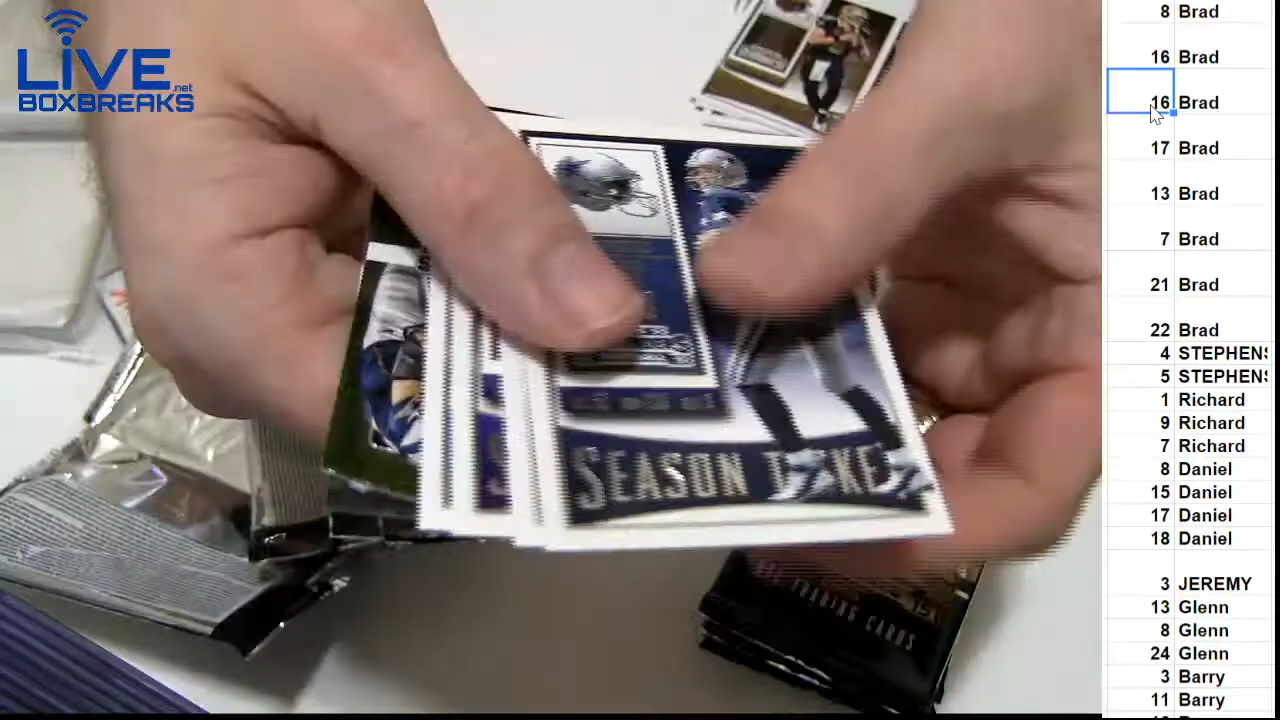 LIVE
.net
BOXBREAKS
SEASON TICKET
TRADING CARDS
8 Brad
16 Brad
16 Brad
17 Brad
13 Brad
7 Brad
21 Brad
22 Brad
4 STEPHENS
5 STEPHENS
1 Richard
9 Richard
7 Richard
8 Daniel
15 Daniel
17 Daniel
18 Daniel
3 JEREMY
13 Glenn
8 Glenn
24 Glenn
3 Barry
11 Barry